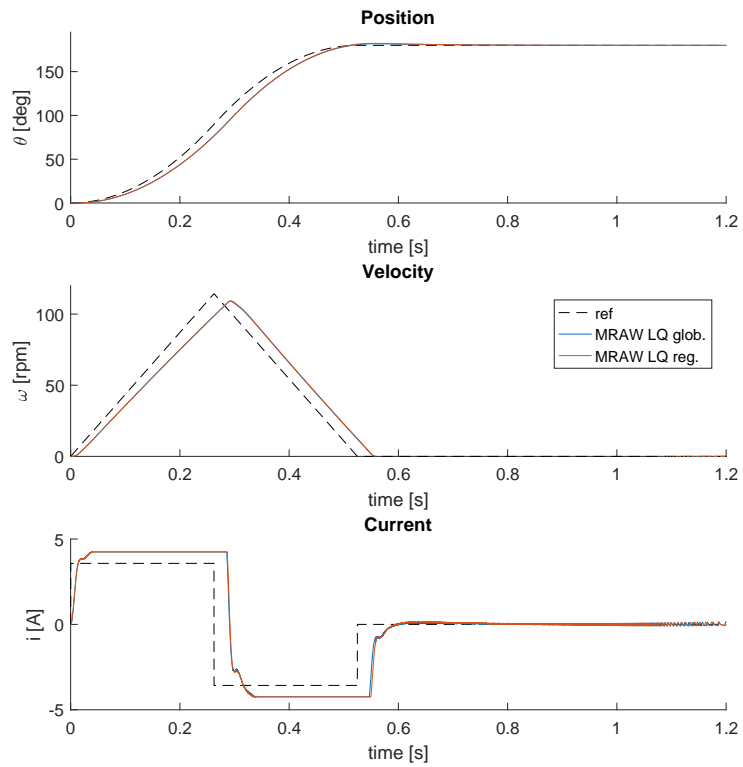 Position
150
100
50
0
θ [deg]
0 0.2 0.4 0.6 0.8 1 1.2
time [s]
Velocity
100
50
0
ω [rpm]
ref
MRAW LQ glob.
MRAW LQ reg.
0 0.2 0.4 0.6 0.8 1 1.2
time [s]
Current
5
0
-5
i [A]
0 0.2 0.4 0.6 0.8 1 1.2
time [s]